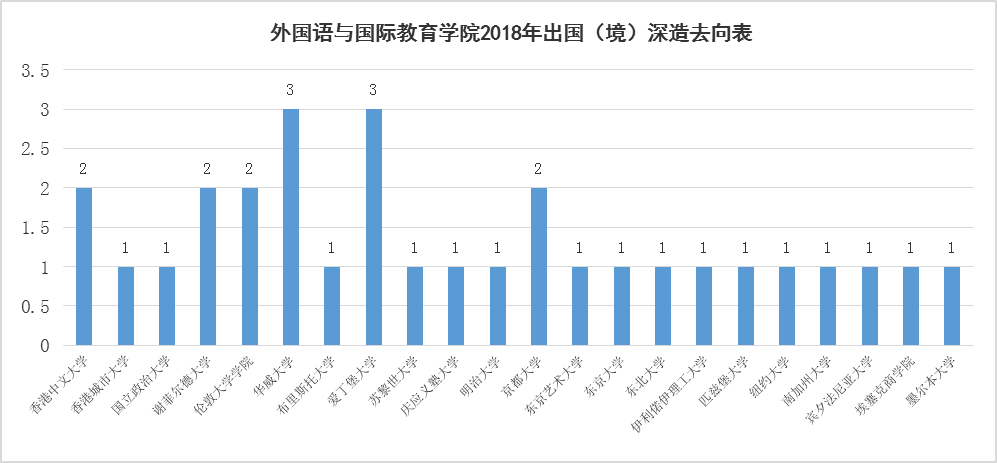 外国语与国际教育学院2018年出国（境）深造去向表
3.5
3
2.5
2
1.5
1
0.5
0
2
1
1
2
2
3
1
3
1
1
1
2
1
1
1
1
1
1
1
1
1
1
香港中文大学
香港城市大学
国立政治大学
谢菲尔德大学
伦敦大学学院
华威大学
布里斯托大学
爱丁堡大学
苏黎世大学
庆应义塾大学
明治大学
京都大学
东京艺术大学
东京大学
东北大学
伊利偌伊理工大学
匹兹堡大学
纽约大学
南加州大学
宾夕法尼亚大学
埃塞克商学院
墨尔本大学